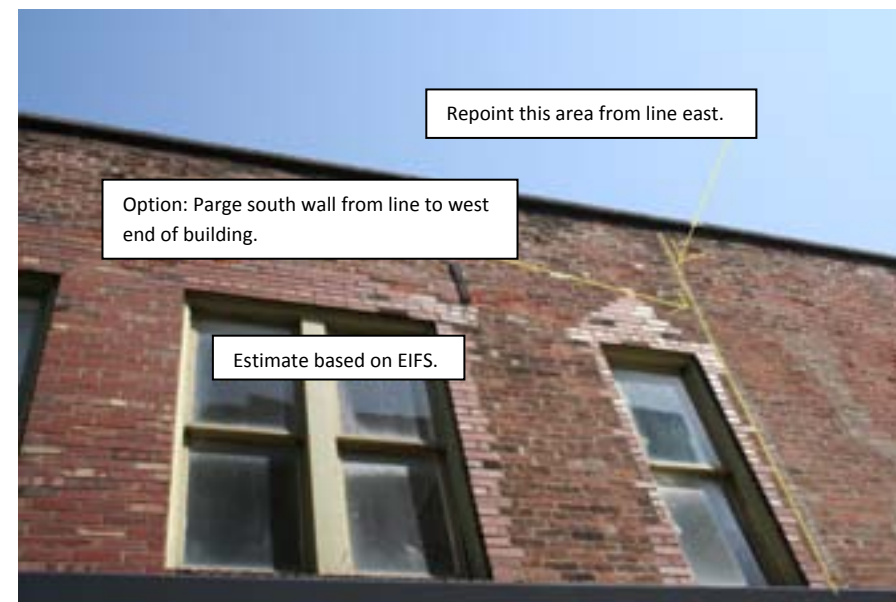 Repoint this area from line east.
Option: Parge south wall from line to west
end of building.
Estimate based on EIFS.